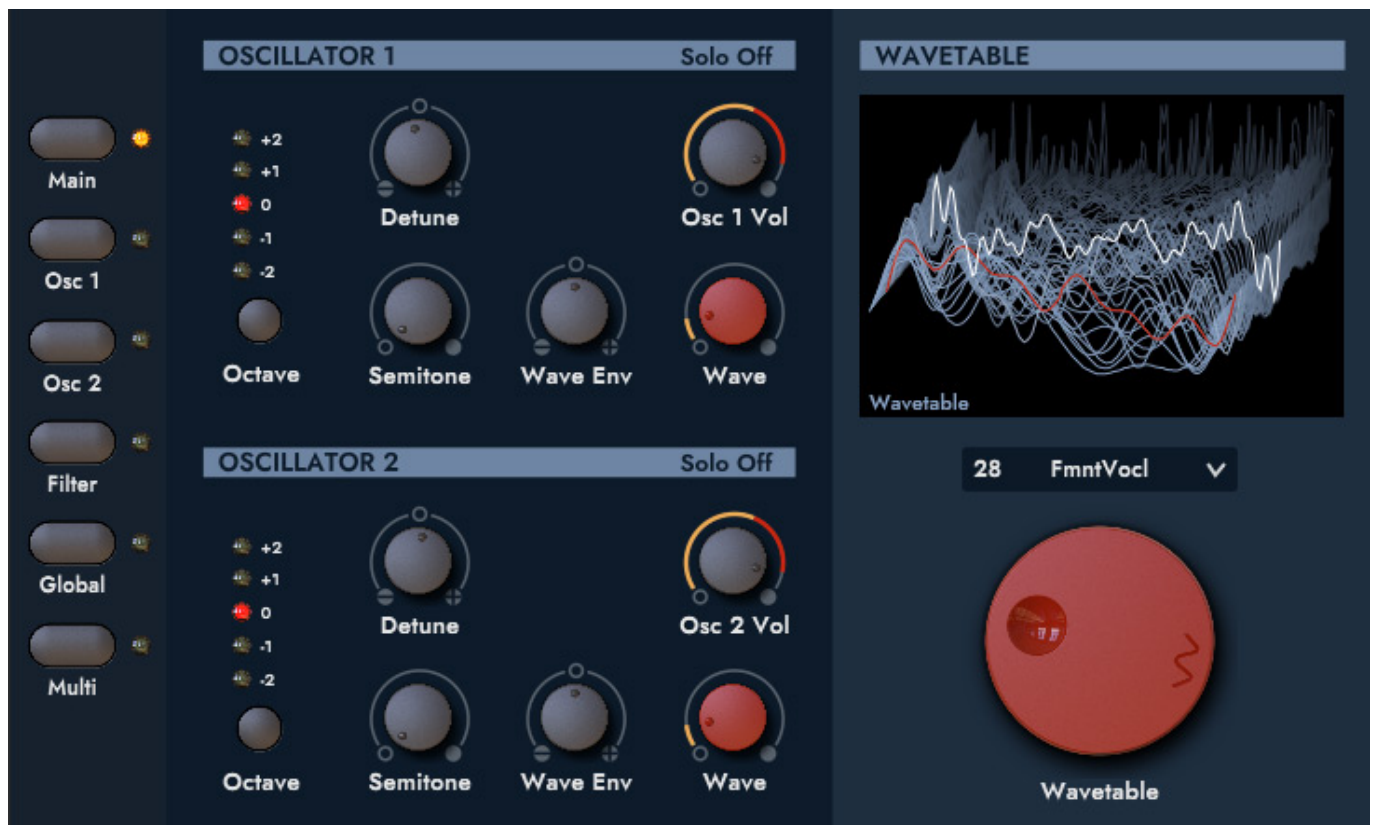 Main
Osc 1
Osc 2
Filter
Global
Multi
OSCILLATOR 1 Solo Off
+2
+1
0
-1
-2
Octave
Detune
Osc 1 Vol
Semitone
Wave Env
Wave
OSCILLATOR 2 Solo Off
+2
+1
0
-1
-2
Octave
Detune
Osc 2 Vol
Semitone
Wave Env
Wave
WAVETABLE
Wavetable
28 FmntVocl
Wavetable